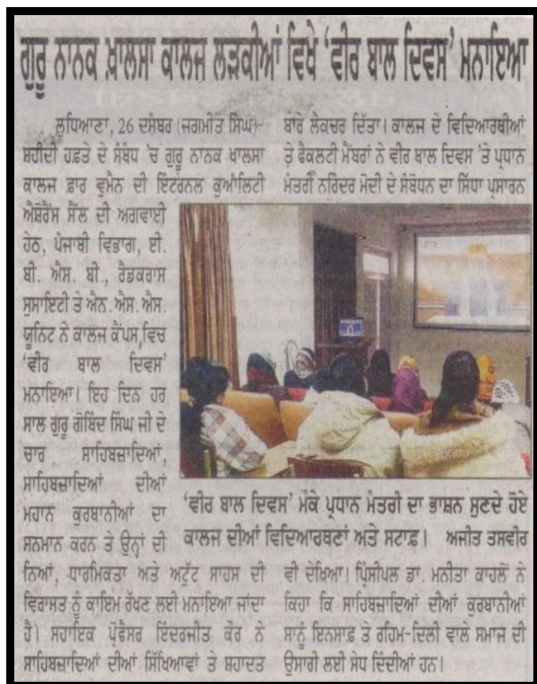 ਗੁਰੂ ਨਾਨਕ ਖ਼ਾਲਸਾ ਕਾਲਜ ਲੜਕੀਆਂ ਵਿਖੇ ‘ਵੀਰ ਬਾਲ ਦਿਵਸ’ ਮਨਾਇਆ
ਲੁਧਿਆਣਾ, 26 ਦਸੰਬਰ (ਜਗਮੀਤ ਸਿੰਘ)-
ਸ਼ਹੀਦੀ ਹਫ਼ਤੇ ਦੇ ਸੰਬੰਧ 'ਚ ਗੁਰੂ ਨਾਨਕ ਖਾਲਸਾ
ਕਾਲਜ ਫ਼ਾਰ ਵੂਮੈਨ ਦੀ ਇੰਟਰਨਲ ਕੁਆਲਿਟੀ
ਐਸ਼ੋਰੈਂਸ ਸੈੱਲ ਦੀ ਅਗਵਾਈ
ਹੇਠ, ਪੰਜਾਬੀ ਵਿਭਾਗ, ਈ.
ਬੀ. ਐਸ. ਬੀ., ਰੈਡਕਰਾਸ
ਸੁਸਾਇਟੀ ਤੇ ਐਨ. ਐਸ. ਐਸ.
ਯੂਨਿਟ ਨੇ ਕਾਲਜ ਕੈਂਪਸ,ਵਿਚ
‘ਵੀਰ ਬਾਲ ਦਿਵਸ’
ਮਨਾਇਆ। ਇਹ ਦਿਨ ਹਰ
ਸਾਲ ਗੁਰੂ ਗੋਬਿੰਦ ਸਿੰਘ ਜੀ ਦੇ
ਚਾਰ ਸਾਹਿਬਜ਼ਾਦਿਆਂ,
ਸਾਹਿਬਜ਼ਾਦਿਆਂ ਦੀਆਂ
ਮਹਾਨ ਕੁਰਬਾਨੀਆਂ ਦਾ
ਸਨਮਾਨ ਕਰਨ ਤੇ ਉਨ੍ਹਾਂ ਦੀ
ਨਿਆਂ, ਧਾਰਮਿਕਤਾ ਅਤੇ ਅਟੁੱਟ ਸਾਹਸ ਦੀ
ਵਿਰਾਸਤ ਨੂੰ ਕਾਇਮ ਰੱਖਣ ਲਈ ਮਨਾਇਆ ਜਾਂਦਾ
ਹੈ। ਸਹਾਇਕ ਪ੍ਰੋਫੈਸਰ ਇੰਦਰਜੀਤ ਕੌਰ ਨੇ
ਸਾਹਿਬਜ਼ਾਦਿਆਂ ਦੀਆਂ ਸਿੱਖਿਆਵਾਂ ਤੇ ਸ਼ਹਾਦਤ
ਬਾਰੇ ਲੈਕਚਰ ਦਿੱਤਾ। ਕਾਲਜ ਦੇ ਵਿਦਿਆਰਥੀਆਂ
ਤੇ ਫੈਕਲਟੀ ਮੈਂਬਰਾਂ ਨੇ ਵੀਰ ਬਾਲ ਦਿਵਸ 'ਤੇ ਪ੍ਰਧਾਨ
ਮੰਤਰੀ ਨਰਿੰਦਰ ਮੋਦੀ ਦੇ ਸੰਬੋਧਨ ਦਾ ਸਿੱਧਾ ਪ੍ਰਸਾਰਨ
‘ਵੀਰ ਬਾਲ ਦਿਵਸ’ ਮੌਕੇ ਪ੍ਰਧਾਨ ਮੰਤਰੀ ਦਾ ਭਾਸ਼ਨ ਸੁਣਦੇ ਹੋਏ
ਕਾਲਜ ਦੀਆਂ ਵਿਦਿਆਰਥਣਾਂ ਅਤੇ ਸਟਾਫ਼। ਅਜੀਤ ਤਸਵੀਰ
ਵੀ ਦੇਖਿਆ। ਪ੍ਰਿੰਸੀਪਲ ਡਾ. ਮਨੀਤਾ ਕਾਹਲੋਂ ਨੇ
ਕਿਹਾ ਕਿ ਸਾਹਿਬਜ਼ਾਦਿਆਂ ਦੀਆਂ ਕੁਰਬਾਨੀਆਂ
ਸਾਨੂੰ ਇਨਸਾਫ਼ ਤੇ ਰਹਿਮ-ਦਿਲੀ ਵਾਲੇ ਸਮਾਜ ਦੀ
ਉਸਾਰੀ ਲਈ ਸੇਧ ਦਿੰਦੀਆਂ ਹਨ।